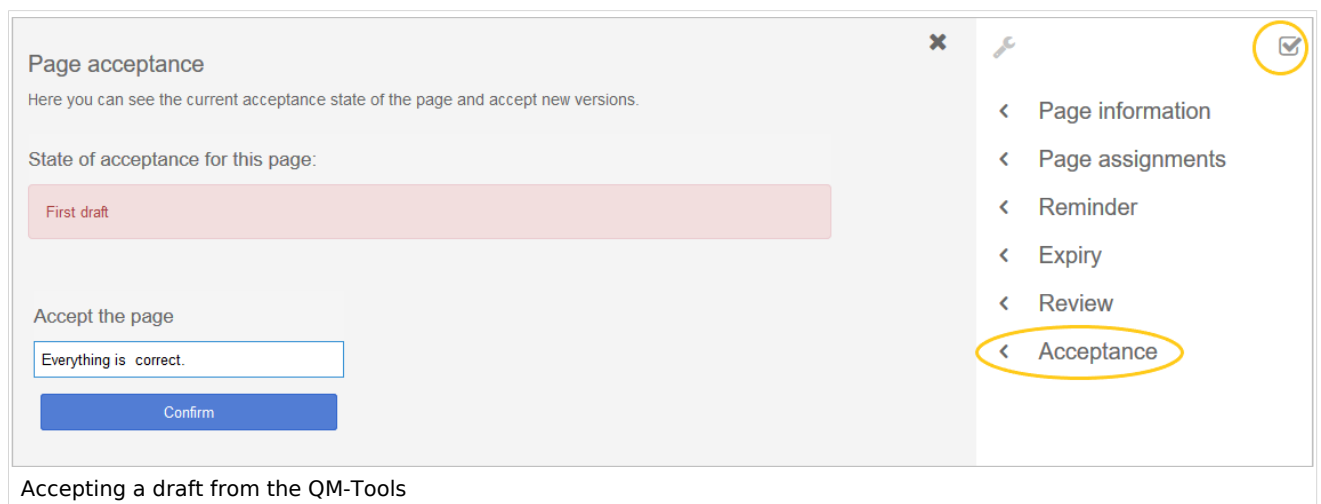 Page acceptance
Here you can see the current acceptance state of the page and accept new versions.
State of acceptance for this page:
First draft
Accept the page
Everything is correct.
Confirm
Page information
Page assignments
Reminder
Expiry
Review
Acceptance
Accepting a draft from the QM-Tools